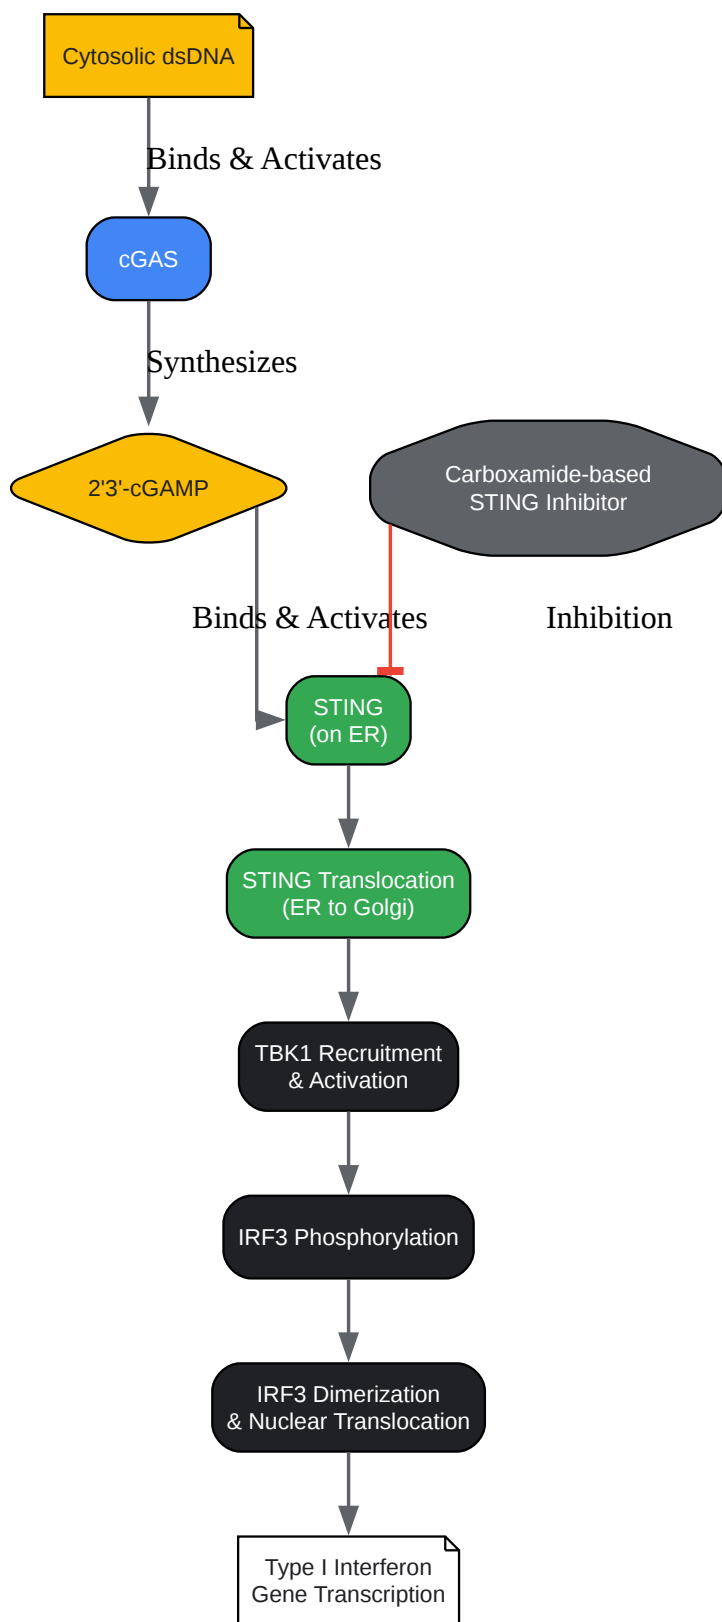 Cytosolic dsDNA
Binds & Activates
cGAS
Synthesizes
2'3'-cGAMP
Carboxamide-based
STING Inhibitor
Binds & Activates
Inhibition
STING
(on ER)
STING Translocation
(ER to Golgi)
TBK1 Recruitment
& Activation
IRF3 Phosphorylation
IRF3 Dimerization
& Nuclear Translocation
Type I Interferon
Gene Transcription